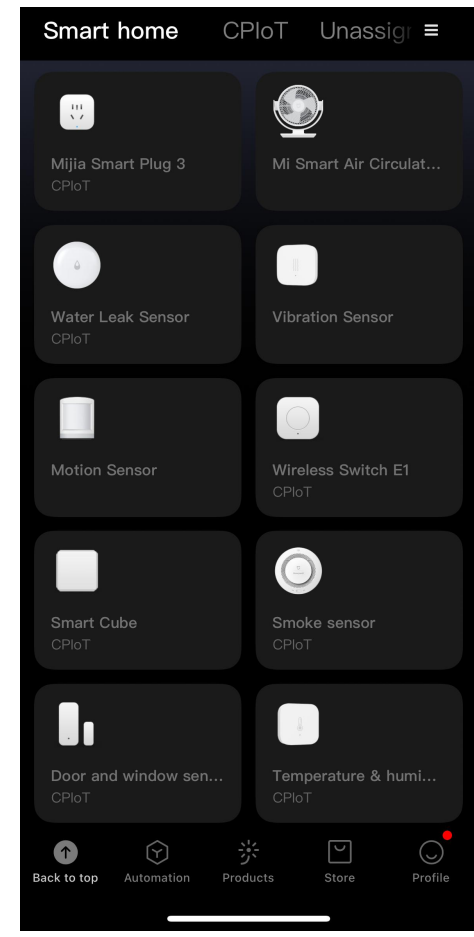 Smart home CPIoT Unassigr
Mijia Smart Plug 3
CPIoT
Mi Smart Air Circulat...
Water Leak Sensor
CPIoT
Vibration Sensor
Motion Sensor
Wireless Switch E1
CPIoT
Smart Cube
CPIoT
Smoke sensor
CPIoT
Door and window sen...
CPIoT
Temperature & humi...
CPIoT
Back to top Automation Products Store Profile